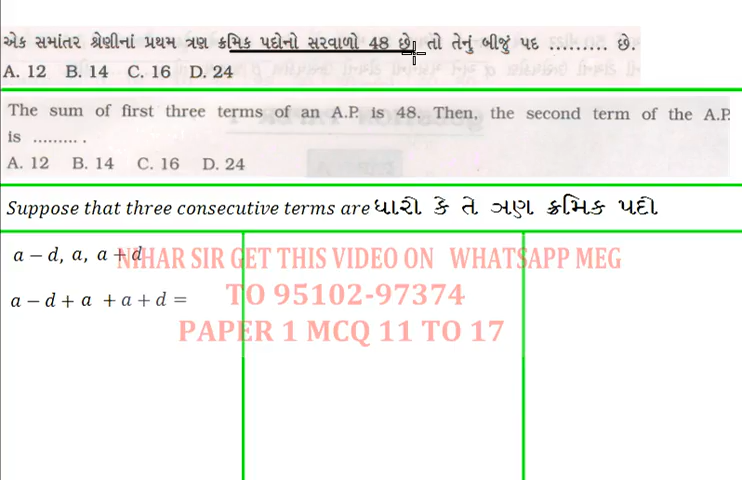 એક સમાંતર શ્રેણીનાં પ્રથમ ત્રણ ક્રમિક પદોનો સરવાળો 48 છે, તો તેનું બીજું પદ ......... છે.
A. 12 B. 14 C. 16 D. 24
The sum of first three terms of an A.P. is 48. Then, the second term of the A.P.
is ......... .
A. 12 B. 14 C. 16 D. 24
Suppose that three consecutive terms are ધારો કે તે ત્રણ ક્રમિક પદો
a − d, a, a + d
NIHAR SIR GET THIS VIDEO ON WHATSAPP MEG
a − d + a + a + d =
TO 95102-97374
PAPER 1 MCQ 11 TO 17